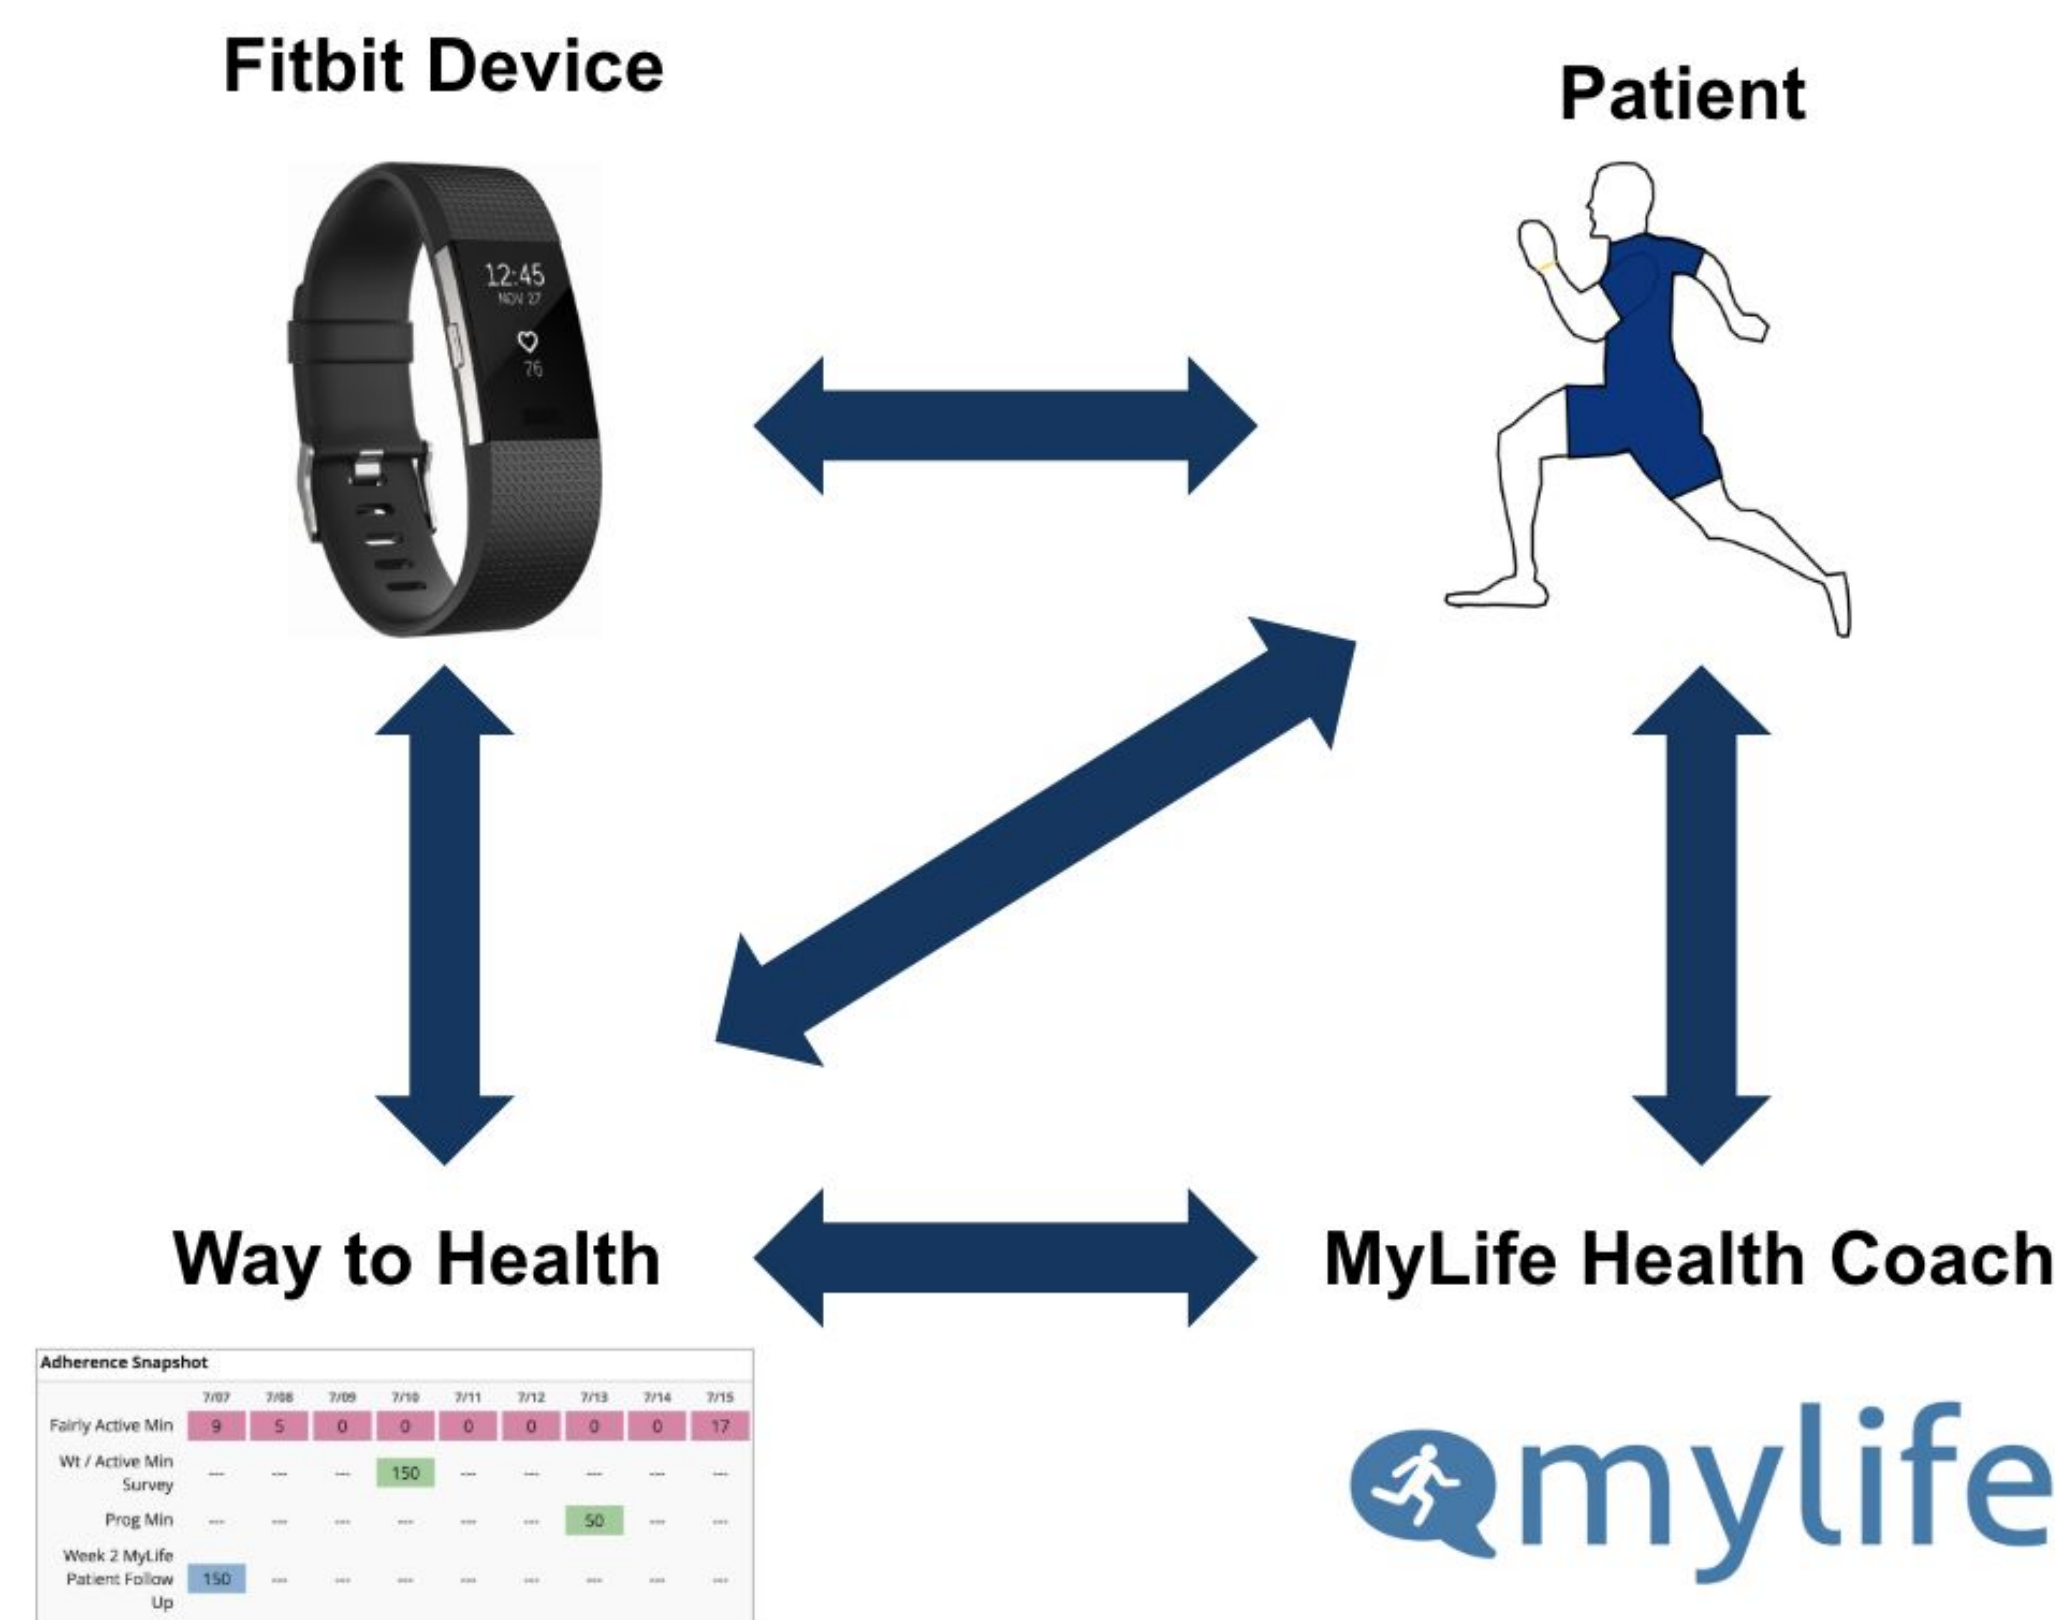 Fitbit Device
Patient
12:45
NOV 27
76
Way to Health
MyLife Health Coach
Adherence Snapshot
7/07 7/08 7/09 7/10 7/11 7/12 7/13 7/14 7/15
Fairly Active Min 9 5 0 0 0 0 0 0 17
Wt / Active Min
Survey --- --- --- 150 --- --- --- --- ---
Prog Min --- --- --- --- --- --- 50 --- ---
Week 2 MyLife
Patient Follow 150 --- --- --- --- --- --- --- ---
Up
mylife